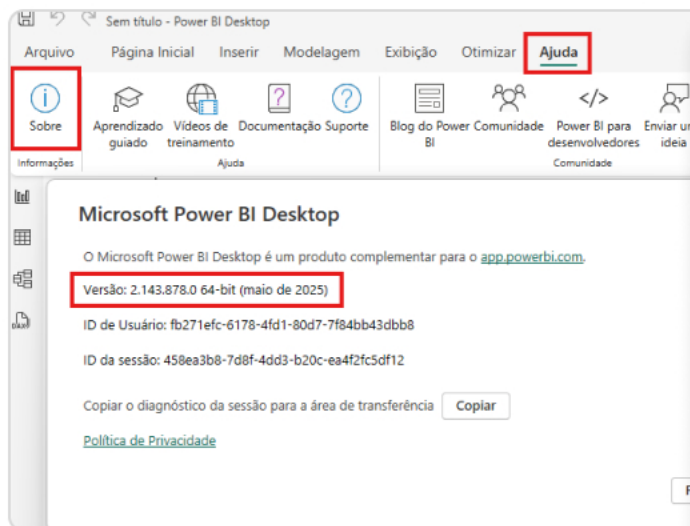 Sem título - Power BI Desktop
Arquivo Página Inicial Inserir Modelagem Exibição Otimizar Ajuda
Sobre Aprendizado guiado Vídeos de treinamento Documentação Suporte Blog do Power BI Comunidade Power BI para desenvolvedores Enviar ideia
Informações Ajuda Comunidade
Microsoft Power BI Desktop
O Microsoft Power BI Desktop é um produto complementar para o app.powerbi.com.
Versão: 2.143.878.0 64-bit (maio de 2025)
ID de Usuário: fb271efc-6178-4fd1-80d7-7f84bb43dbb8
ID da sessão: 458ea3b8-7d8f-4dd3-b20c-ea4f2fc5df12
Copiar o diagnóstico da sessão para a área de transferência Copiar
Política de Privacidade